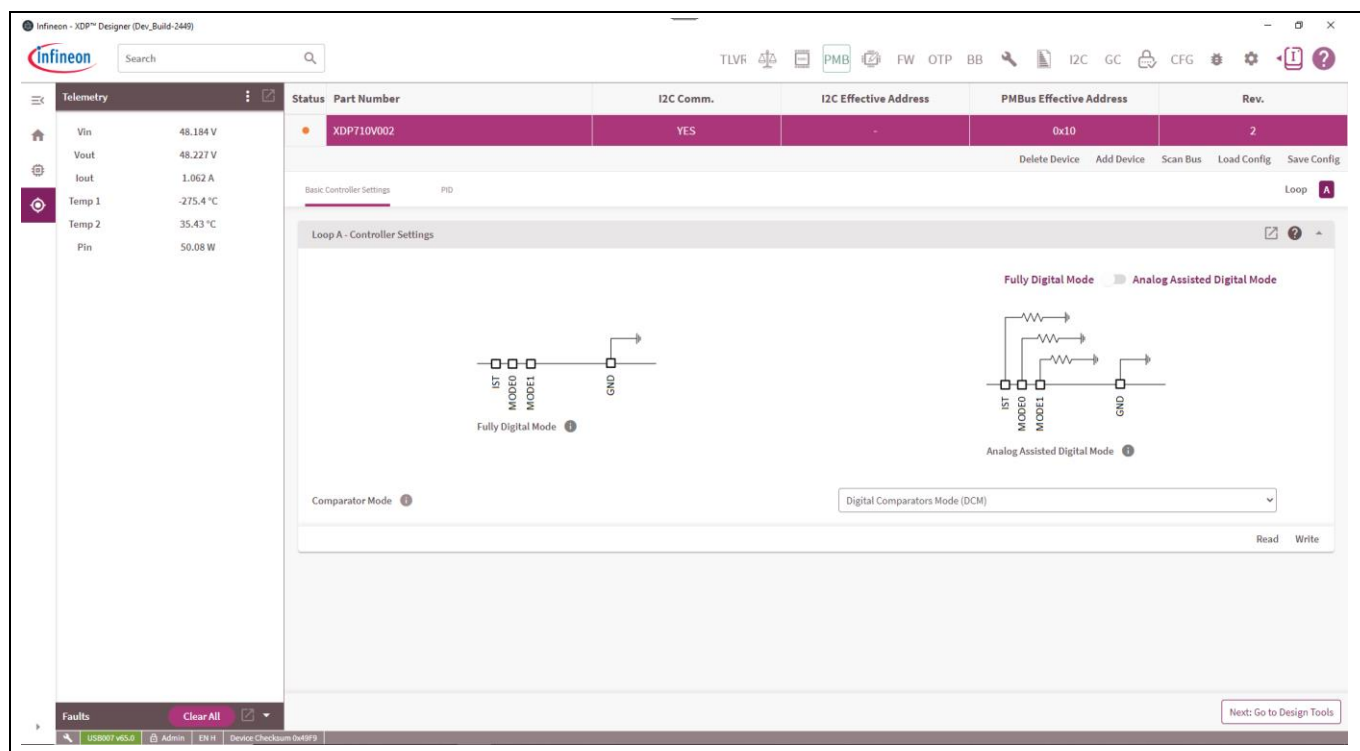 Infineon - XDP™ Designer (Dev_Build-2449)
infineon
Search
TLVR PMB FW OTP BB I2C GC CFG
Telemetry
Vin 48.184 V
Vout 48.227 V
Iout 1.062 A
Temp 1 -275.4 °C
Temp 2 35.43 °C
Pin 50.08 W
Status Part Number I2C Comm. I2C Effective Address PMBus Effective Address Rev.
XDP710V002 YES - 0x10 2
Delete Device Add Device Scan Bus Load Config Save Config
Basic Controller Settings PID Loop A
Loop A - Controller Settings
Fully Digital Mode Analog Assisted Digital Mode
IST
MODE0
MODE1
GND
Fully Digital Mode
IST
MODE0
MODE1
GND
Analog Assisted Digital Mode
Comparator Mode Digital Comparators Mode (DCM)
Read Write
Next: Go to Design Tools
Faults Clear All
USB007 v65.0 Admin EN H Device Checksum 0x49F9